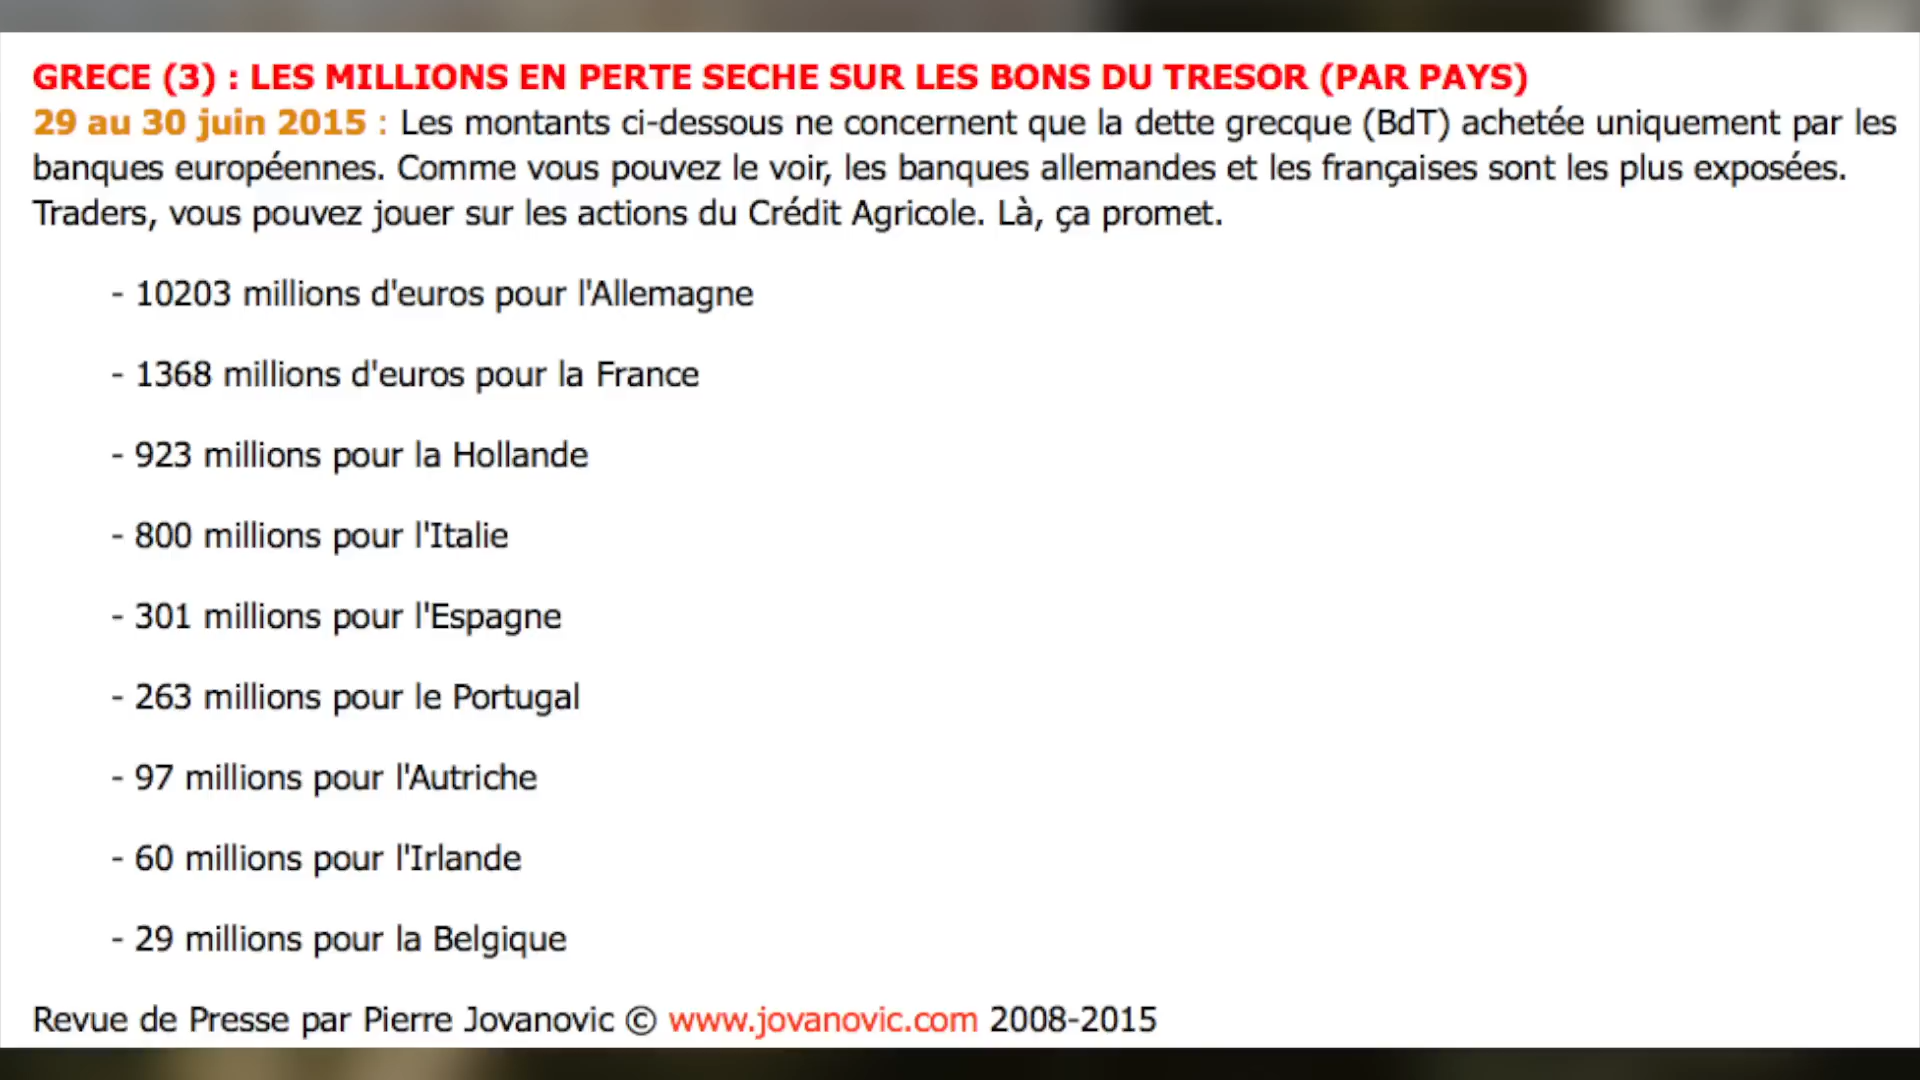 GRECE (3) : LES MILLIONS EN PERTE SECHE SUR LES BONS DU TRESOR (PAR PAYS)
29 au 30 juin 2015 : Les montants ci-dessous ne concernent que la dette grecque (BdT) achetée uniquement par les
banques européennes. Comme vous pouvez le voir, les banques allemandes et les françaises sont les plus exposées.
Traders, vous pouvez jouer sur les actions du Crédit Agricole. Là, ça promet.
- 10203 millions d'euros pour l'Allemagne
- 1368 millions d'euros pour la France
- 923 millions pour la Hollande
- 800 millions pour l'Italie
- 301 millions pour l'Espagne
- 263 millions pour le Portugal
- 97 millions pour l'Autriche
- 60 millions pour l'Irlande
- 29 millions pour la Belgique
Revue de Presse par Pierre Jovanovic © www.jovanovic.com 2008-2015